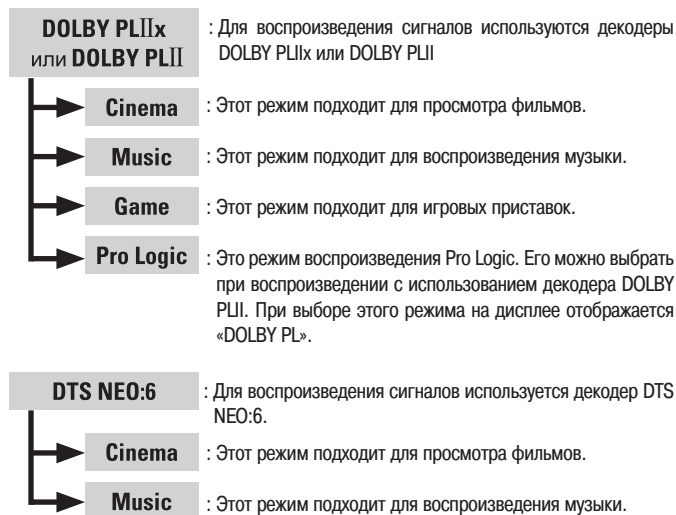 DOLBY PLIIx
или DOLBY PLII
: Для воспроизведения сигналов используются декодеры
DOLBY PLIIx или DOLBY PLII
Cinema : Этот режим подходит для просмотра фильмов.
Music : Этот режим подходит для воспроизведения музыки.
Game : Этот режим подходит для игровых приставок.
Pro Logic : Это режим воспроизведения Pro Logic. Его можно выбрать
при воспроизведении с использованием декодера DOLBY
PLII. При выборе этого режима на дисплее отображается
«DOLBY PL».
DTS NEO:6 : Для воспроизведения сигналов используется декодер DTS
NEO:6.
Cinema : Этот режим подходит для просмотра фильмов.
Music : Этот режим подходит для воспроизведения музыки.